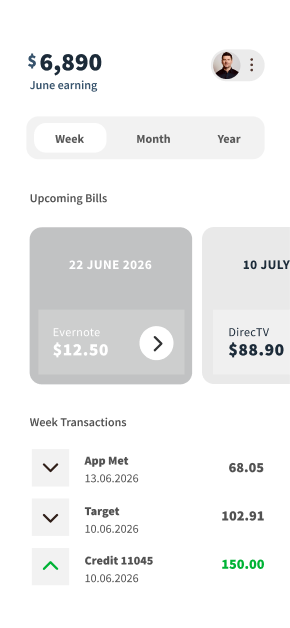 $6,890
June earning
Week Month Year
Upcoming Bills
22 JUNE 2026
Evernote
$12.50
10 JULY
DirecTV
$88.90
Week Transactions
App Met 68.05
13.06.2026
Target 102.91
10.06.2026
Credit 11045 150.00
10.06.2026